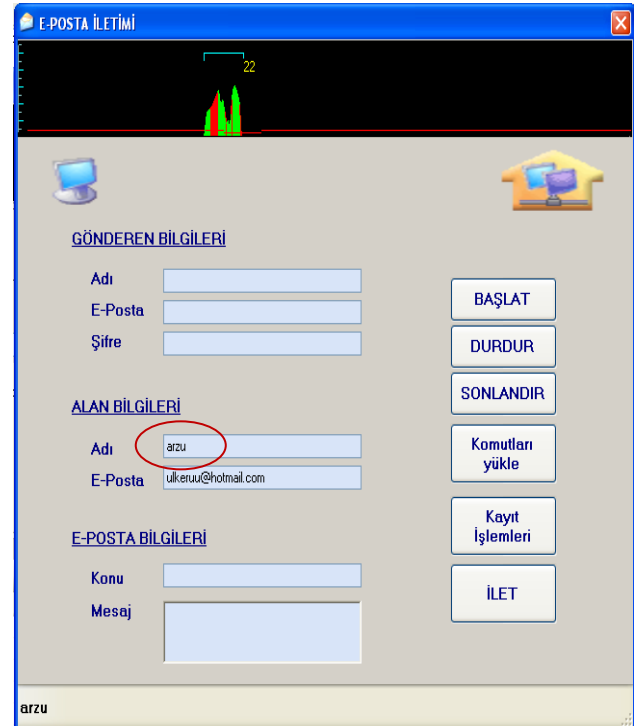 E-POSTA İLETİMİ
22
GÖNDEREN BİLGİLERİ
Adı
E-Posta
Şifre
ALAN BİLGİLERİ
Adı arzu
E-Posta ulkeruu@hotmail.com
E-POSTA BİLGİLERİ
Konu
Mesaj
BAŞLAT
DURDUR
SONLANDIR
Komutları
yükle
Kayıt
İşlemleri
İLET
arzu